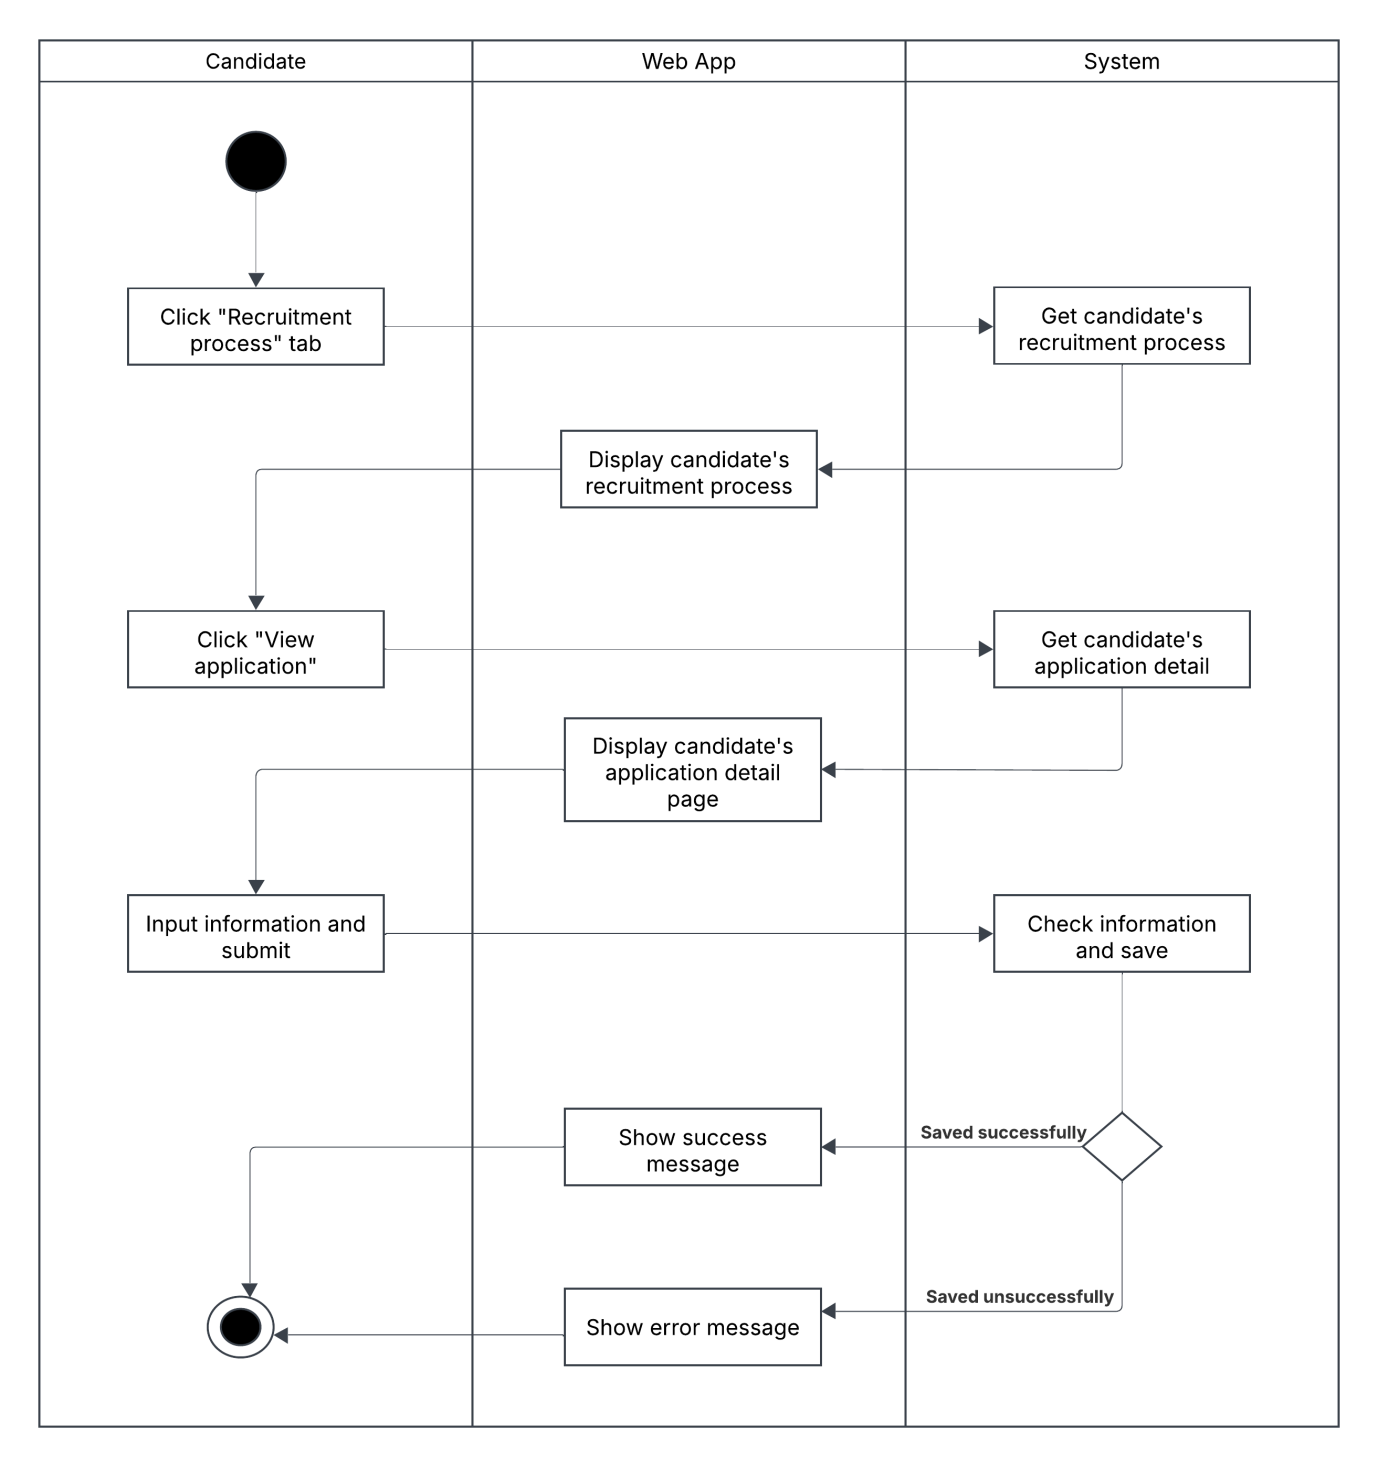 Candidate
Web App
System
Click "Recruitment
process" tab
Get candidate's
recruitment process
Display candidate's
recruitment process
Click "View
application"
Get candidate's
application detail
Display candidate's
application detail
page
Input information and
submit
Check information
and save
Saved successfully
Show success
message
Saved unsuccessfully
Show error message